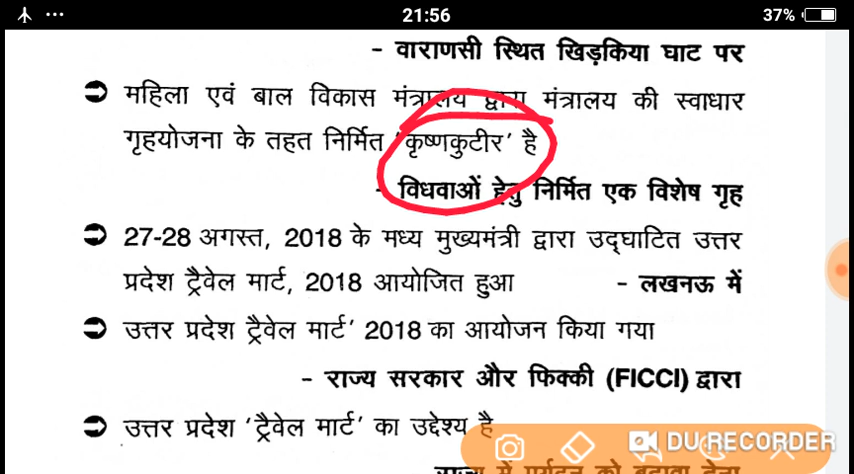 21:56
37%
- वाराणसी स्थित खिड़किया घाट पर
➲ महिला एवं बाल विकास मंत्रालय द्वारा मंत्रालय की स्वाधार
गृहयोजना के तहत निर्मित 'कृष्णकुटीर' है
- विधवाओं हेतु निर्मित एक विशेष गृह
➲ 27-28 अगस्त, 2018 के मध्य मुख्यमंत्री द्वारा उद्घाटित उत्तर
प्रदेश ट्रैवेल मार्ट, 2018 आयोजित हुआ - लखनऊ में
➲ उत्तर प्रदेश ट्रैवेल मार्ट' 2018 का आयोजन किया गया
- राज्य सरकार और फिक्की (FICCI) द्वारा
➲ उत्तर प्रदेश 'ट्रैवेल मार्ट' का उद्देश्य है
DU RECORDER